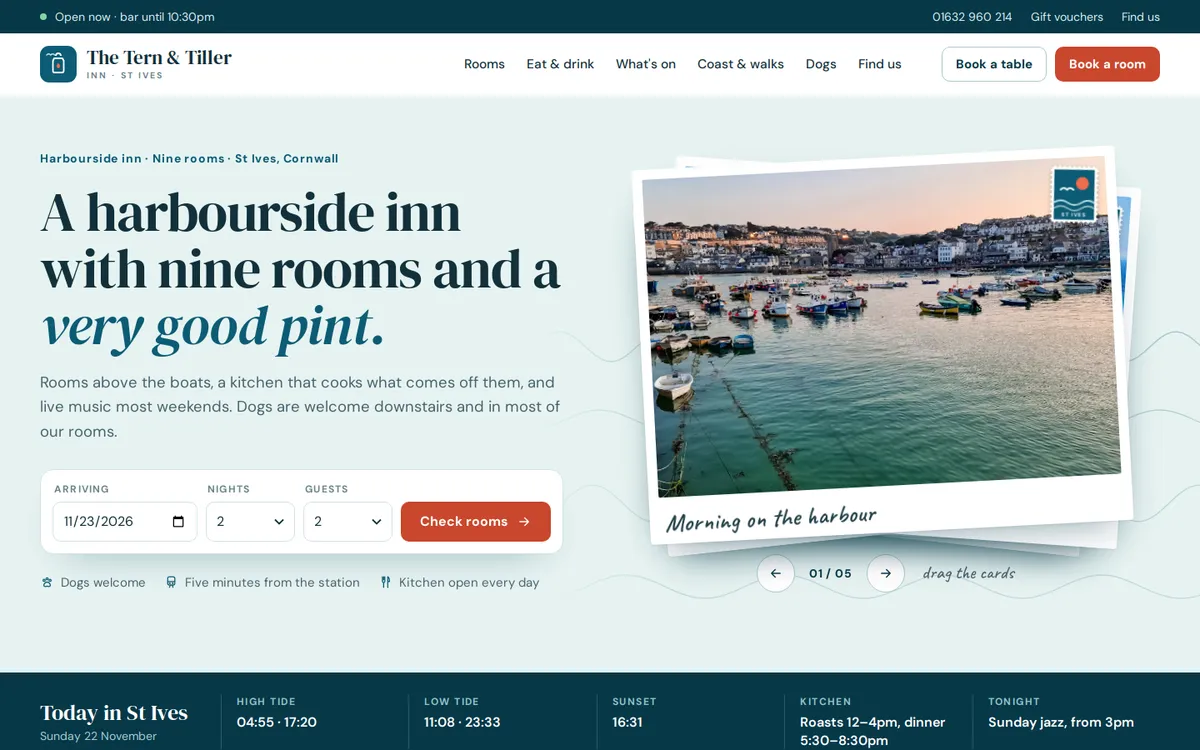 Open now · bar until 10:30pm
01632 960 214 Gift vouchers Find us
The Tern & Tiller
INN · ST IVES
Rooms Eat & drink What's on Coast & walks Dogs Find us Book a table Book a room
Harbourside inn · Nine rooms · St Ives, Cornwall
A harbourside inn
with nine rooms and a
very good pint.
Rooms above the boats, a kitchen that cooks what comes off them, and
live music most weekends. Dogs are welcome downstairs and in most of
our rooms.
ARRIVING NIGHTS GUESTS
11/23/2026 2 2 Check rooms →
Dogs welcome Five minutes from the station Kitchen open every day
ST IVES
Morning on the harbour
← 01 / 05 → drag the cards
Today in St Ives
Sunday 22 November
HIGH TIDE
04:55 · 17:20
LOW TIDE
11:08 · 23:33
SUNSET
16:31
KITCHEN
Roasts 12–4pm, dinner
5:30–8:30pm
TONIGHT
Sunday jazz, from 3pm